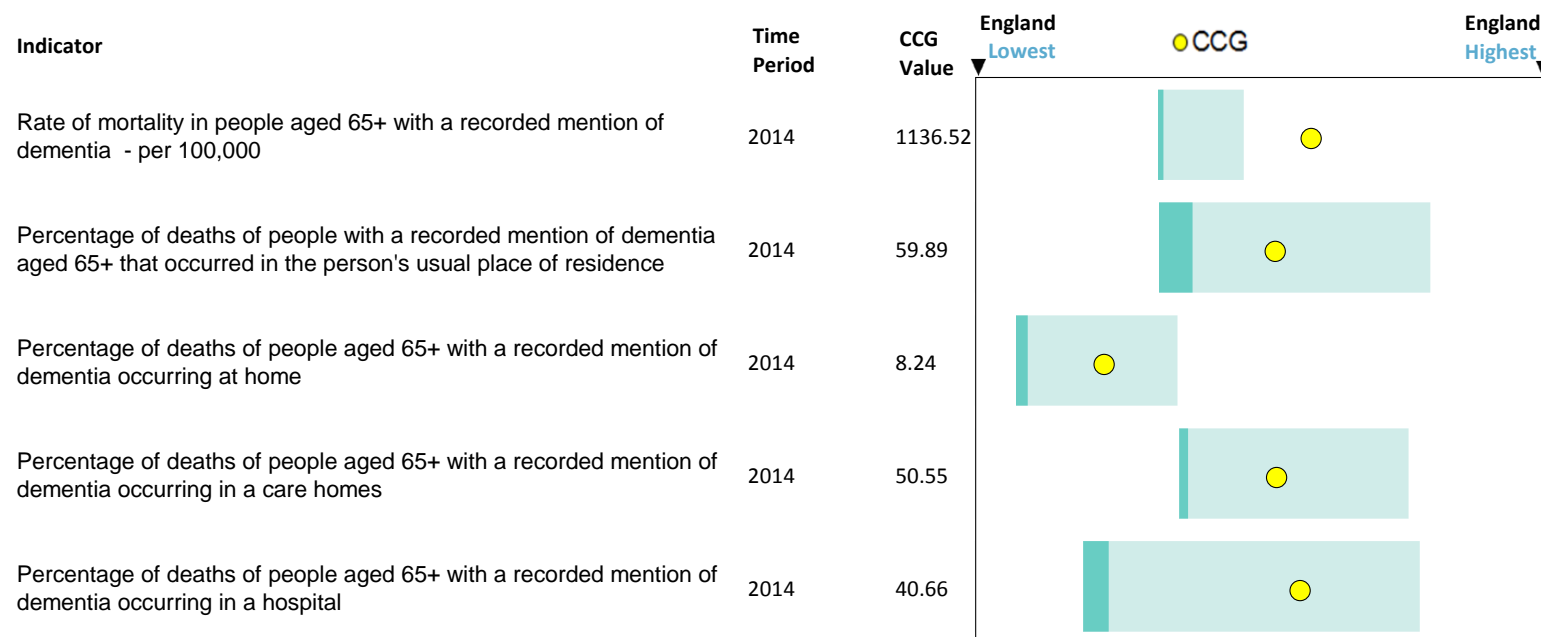 Indicator
Time
Period
CCG
Value
England
Lowest
CCG
England
Highest
Rate of mortality in people aged 65+ with a recorded mention of
dementia - per 100,000
2014
1136.52
Percentage of deaths of people with a recorded mention of dementia
aged 65+ that occurred in the person's usual place of residence
2014
59.89
Percentage of deaths of people aged 65+ with a recorded mention of
dementia occurring at home
2014
8.24
Percentage of deaths of people aged 65+ with a recorded mention of
dementia occurring in a care homes
2014
50.55
Percentage of deaths of people aged 65+ with a recorded mention of
dementia occurring in a hospital
2014
40.66